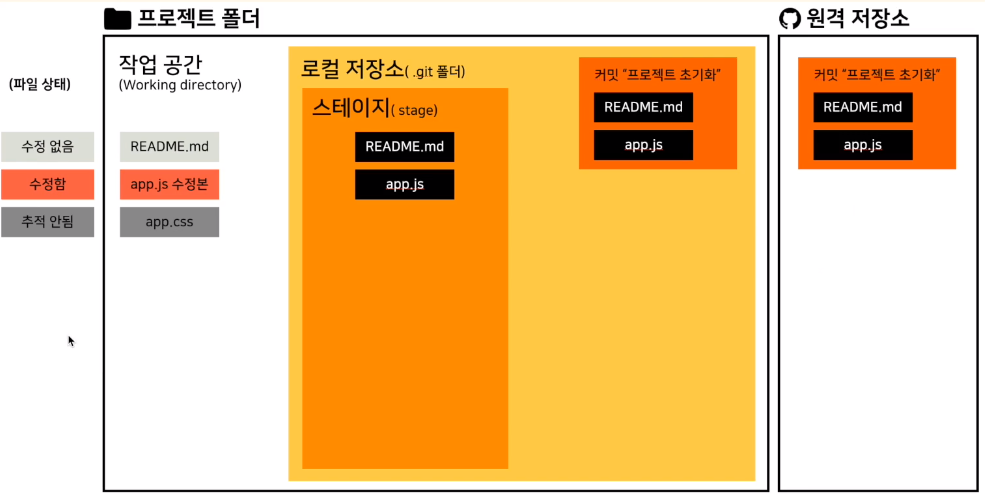 프로젝트 폴더
원격 저장소
(파일 상태)
수정 없음
수정함
추적 안됨
작업 공간
(Working directory)
README.md
app.js 수정본
app.css
로컬 저장소( .git 폴더)
스테이지( stage)
README.md
app.js
커밋 “프로젝트 초기화”
README.md
app.js
커밋 “프로젝트 초기화”
README.md
app.js